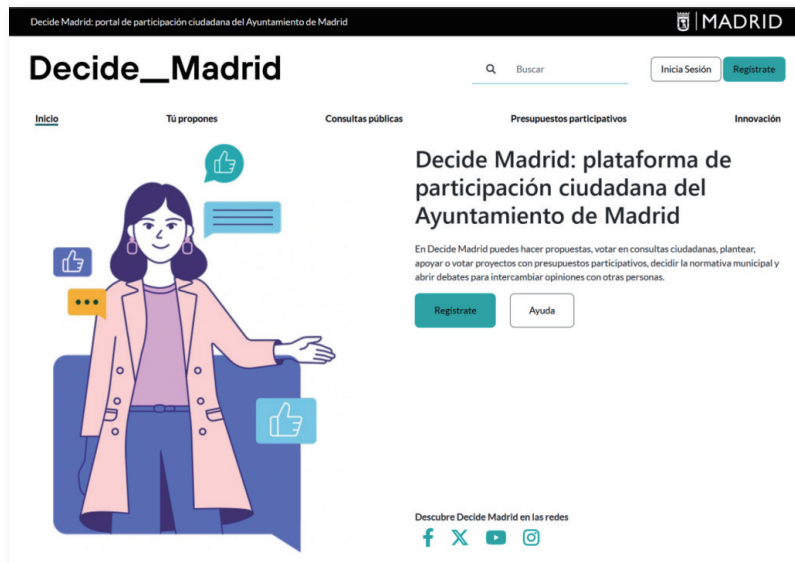 Decide Madrid: portal de participación ciudadana del Ayuntamiento de Madrid
MADRID
Decide__Madrid
Buscar
Inicia Sesión
Regístrate
Inicio
Tú propones
Consultas públicas
Presupuestos participativos
Innovación
Decide Madrid: plataforma de
participación ciudadana del
Ayuntamiento de Madrid
En Decide Madrid puedes hacer propuestas, votar en consultas ciudadanas, plantear,
apoyar o votar proyectos con presupuestos participativos, decidir la normativa municipal y
abrir debates para intercambiar opiniones con otras personas.
Regístrate
Ayuda
Descubre Decide Madrid en las redes